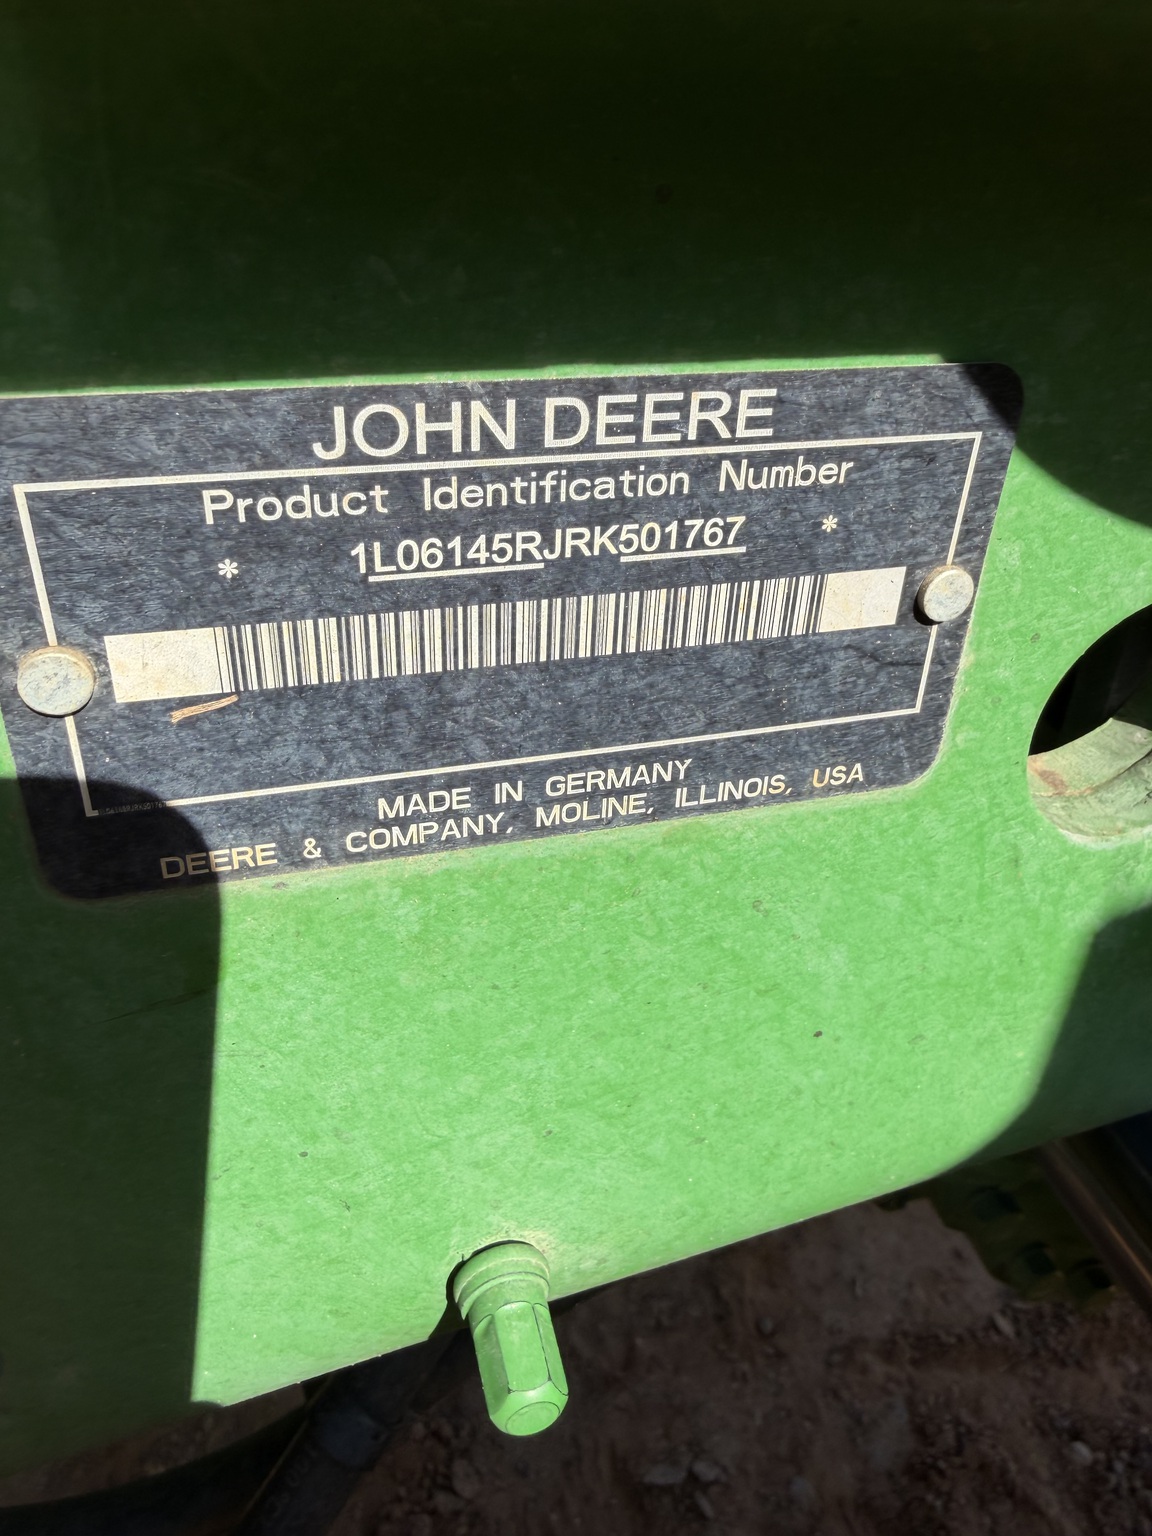 JOHN DEERE
Product Identification Number
* 1L06145RJRK501767 *
MADE IN GERMANY
DEERE & COMPANY, MOLINE, ILLINOIS, USA